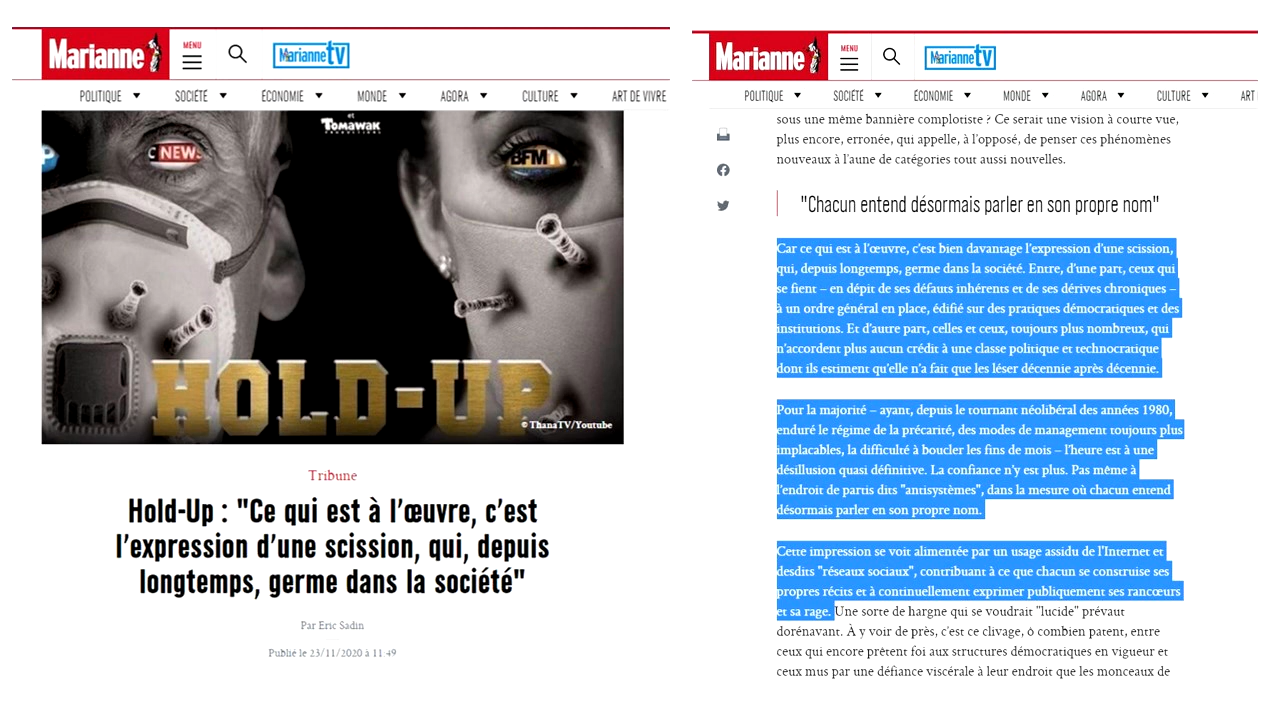 Marianne
MENU
Marianne TV
POLITIQUE
SOCIÉTÉ
ÉCONOMIE
MONDE
AGORA
CULTURE
ART DE VIVRE
et
TOMAWAK
PRODUCTIONS
C NEWS
BFM TV
HOLD-UP
© ThanaTV/Youtube
Tribune
Hold-Up : "Ce qui est à l'œuvre, c'est
l'expression d'une scission, qui, depuis
longtemps, germe dans la société"
Par Eric Sadin
Publié le 23/11/2020 à 11:49
Marianne
MENU
Marianne TV
POLITIQUE
SOCIÉTÉ
ÉCONOMIE
MONDE
AGORA
CULTURE
ART
sous une même bannière complotiste ? Ce serait une vision à courte vue,
plus encore, erronée, qui appelle, à l'opposé, de penser ces phénomènes
nouveaux à l'aune de catégories tout aussi nouvelles.
"Chacun entend désormais parler en son propre nom"
Car ce qui est à l'œuvre, c'est bien davantage l'expression d'une scission,
qui, depuis longtemps, germe dans la société. Entre, d'une part, ceux qui
se fient – en dépit de ses défauts inhérents et de ses dérives chroniques –
à un ordre général en place, édifié sur des pratiques démocratiques et des
institutions. Et d'autre part, celles et ceux, toujours plus nombreux, qui
n'accordent plus aucun crédit à une classe politique et technocratique
dont ils estiment qu'elle n'a fait que les léser décennie après décennie.
Pour la majorité – ayant, depuis le tournant néolibéral des années 1980,
enduré le régime de la précarité, des modes de management toujours plus
implacables, la difficulté à boucler les fins de mois – l'heure est à une
désillusion quasi définitive. La confiance n'y est plus. Pas même à
l'endroit de partis dits "antisystèmes", dans la mesure où chacun entend
désormais parler en son propre nom.
Cette impression se voit alimentée par un usage assidu de l'Internet et
desdits "réseaux sociaux", contribuant à ce que chacun se construise ses
propres récits et à continuellement exprimer publiquement ses rancœurs
et sa rage. Une sorte de hargne qui se voudrait "lucide" prévaut
dorénavant. À y voir de près, c'est ce clivage, ô combien patent, entre
ceux qui encore prêtent foi aux structures démocratiques en vigueur et
ceux mus par une défiance viscérale à leur endroit que les monceaux de